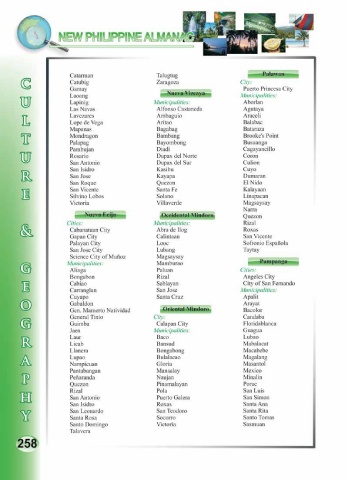 NEW PHILIPPINE ALMANAC
CULTURE & GEOGRAPHY
Catarman
Catubig
Gamay
Laoang
Lapinig
Las Navas
Lavezares
Lope de Vega
Mapanas
Mondragon
Palapag
Pambujan
Rosario
San Antonio
San Isidro
San Jose
San Roque
San Vicente
Silvino Lobos
Victoria
Nueva Ecija
Cities:
Cabanatuan City
Gapan City
Palayan City
San Jose City
Science City of Muñoz
Municipalities:
Aliaga
Bongabon
Cabiao
Carranglan
Cuyapo
Gabaldon
Gen. Mamerto Natividad
General Tinio
Guimba
Jaen
Laur
Licab
Llanera
Lupao
Nampicuan
Pantabangan
Peñaranda
Quezon
Rizal
San Antonio
San Isidro
San Leonardo
Santa Rosa
Santo Domingo
Talavera
Talugtug
Zaragoza
Nueva Vizcaya
Municipalities:
Alfonso Castañeda
Ambaguio
Aritao
Bagabag
Bambang
Bayombong
Diadi
Dupax del Norte
Dupax del Sur
Kasibu
Kayapa
Quezon
Santa Fe
Solano
Villaverde
Occidental Mindoro
Municipalities:
Abra de Ilog
Calintaan
Looc
Lubang
Magsaysay
Mamburao
Paluan
Rizal
Sablayan
San Jose
Santa Cruz
Oriental Mindoro
City:
Calapan City
Municipalities:
Baco
Bansud
Bongabong
Bulalacao
Gloria
Mansalay
Naujan
Pinamalayan
Pola
Puerto Galera
Roxas
San Teodoro
Socorro
Victoria
Palawan
City:
Puerto Princesa City
Municipalities:
Aborlan
Agutaya
Araceli
Balabac
Bataraza
Brooke's Point
Busuanga
Cagayancillo
Coron
Culion
Cuyo
Dumaran
El Nido
Kalayaan
Linapacan
Magsaysay
Narra
Quezon
Rizal
Roxas
San Vicente
Sofronio Española
Taytay
Pampanga
Cities:
Angeles City
City of San Fernando
Municipalities:
Apalit
Arayat
Bacolor
Candaba
Floridablanca
Guagua
Lubao
Mabalacat
Macabebe
Magalang
Masantol
Mexico
Minalin
Porac
San Luis
San Simon
Santa Ana
Santa Rita
Santo Tomas
Sasmuan
258